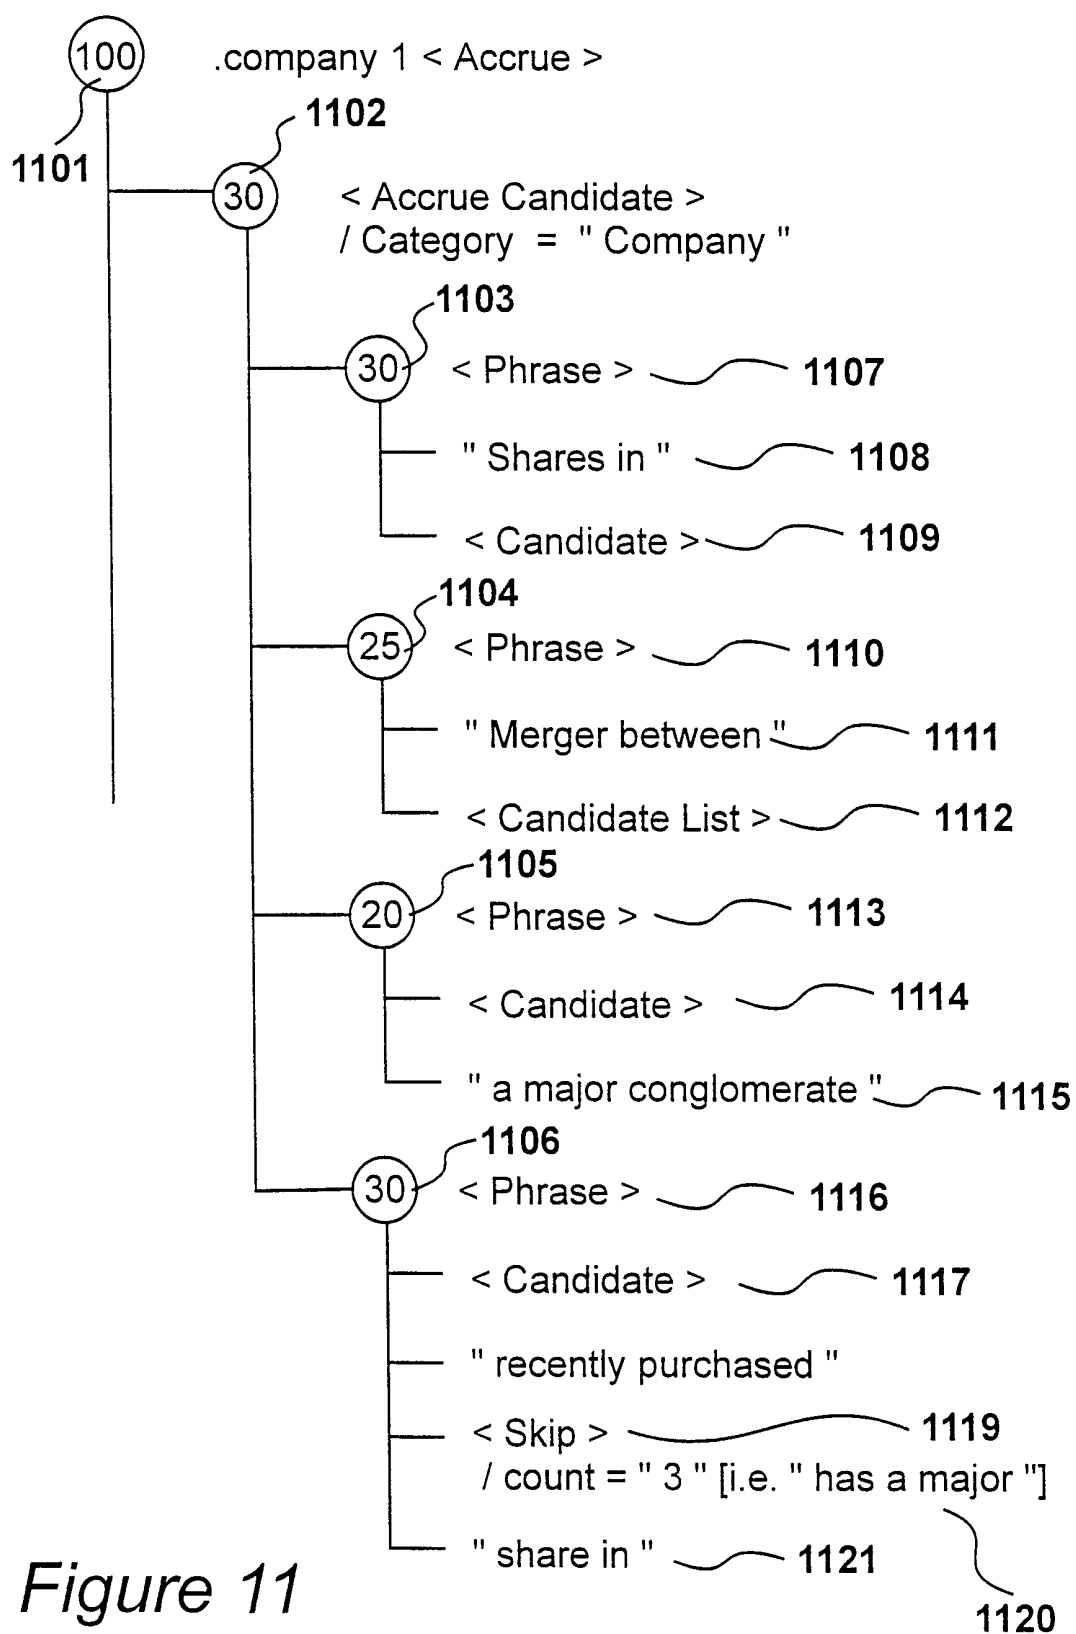 100 .company 1 < Accrue >
1102
1101
30 < Accrue Candidate >
/ Category = " Company "
1103
30 < Phrase > 1107
" Shares in " 1108
< Candidate > 1109
1104
25 < Phrase > 1110
" Merger between " 1111
< Candidate List > 1112
1105
20 < Phrase > 1113
< Candidate > 1114
" a major conglomerate " 1115
1106
30 < Phrase > 1116
< Candidate > 1117
" recently purchased "
< Skip > 1119
/ count = " 3 " [i.e. " has a major "]
" share in " 1121
Figure 11
1120